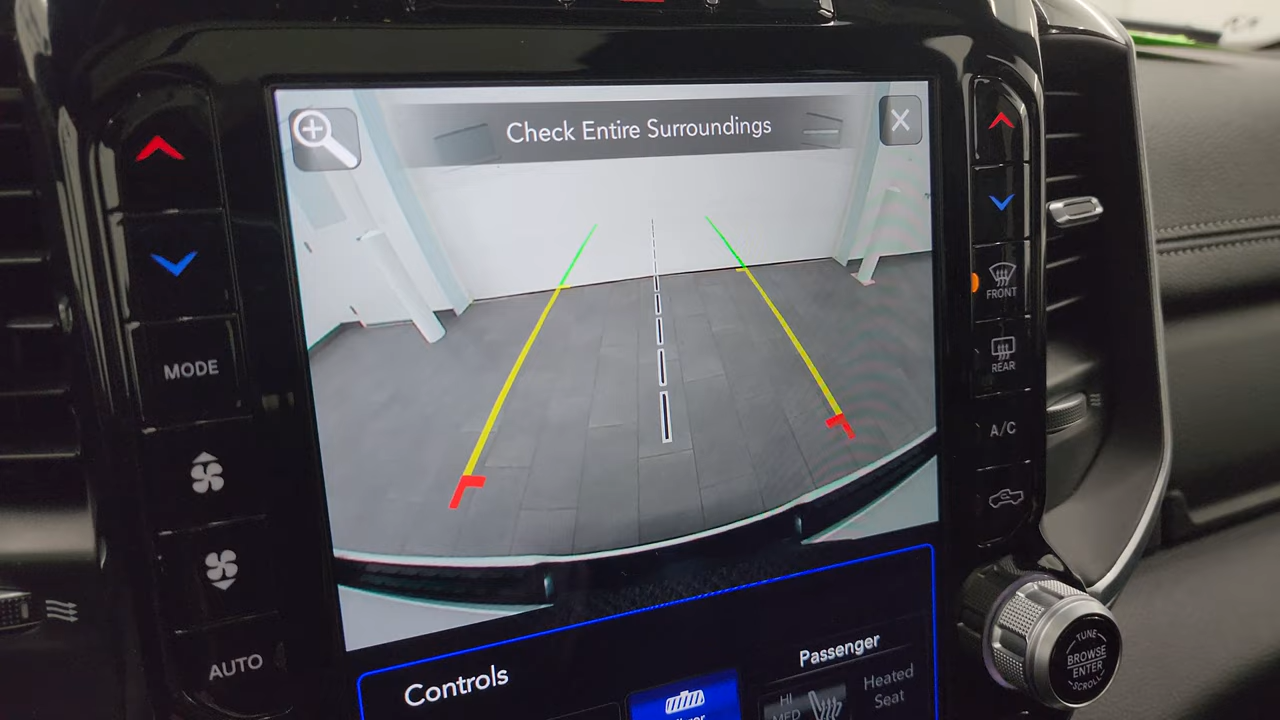 Check Entire Surroundings
MODE
AUTO
FRONT
REAR
A/C
TUNE
BROWSE
ENTER
SCROLL
Controls
Passenger
HI
MED
Heated
Seat